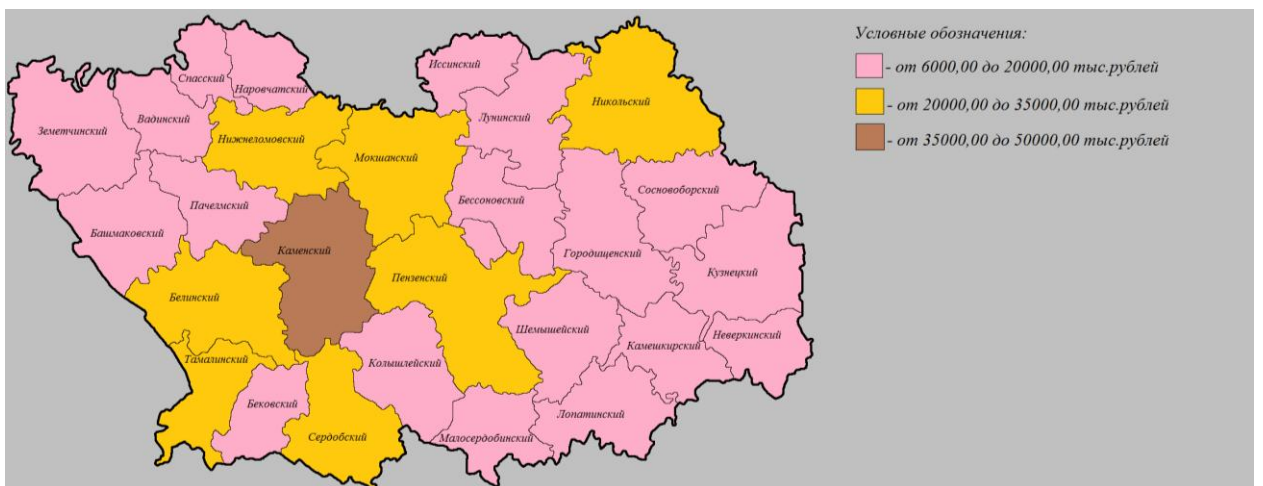 Условные обозначения:
- от 6000,00 до 20000,00 тыс.рублей
- от 20000,00 до 35000,00 тыс.рублей
- от 35000,00 до 50000,00 тыс.рублей
Спасский
Наровчатский
Иссинский
Земетчинский
Вадинский
Нижнеломовский
Мокшанский
Лунинский
Никольский
Башмаковский
Пачелмский
Бессоновский
Сосновоборский
Каменский
Городищенский
Пензенский
Кузнецкий
Белинский
Шемышейский
Камешкирский
Неверкинский
Тамалинский
Колышлейский
Бековский
Сердобский
Малосердобинский
Лопатинский